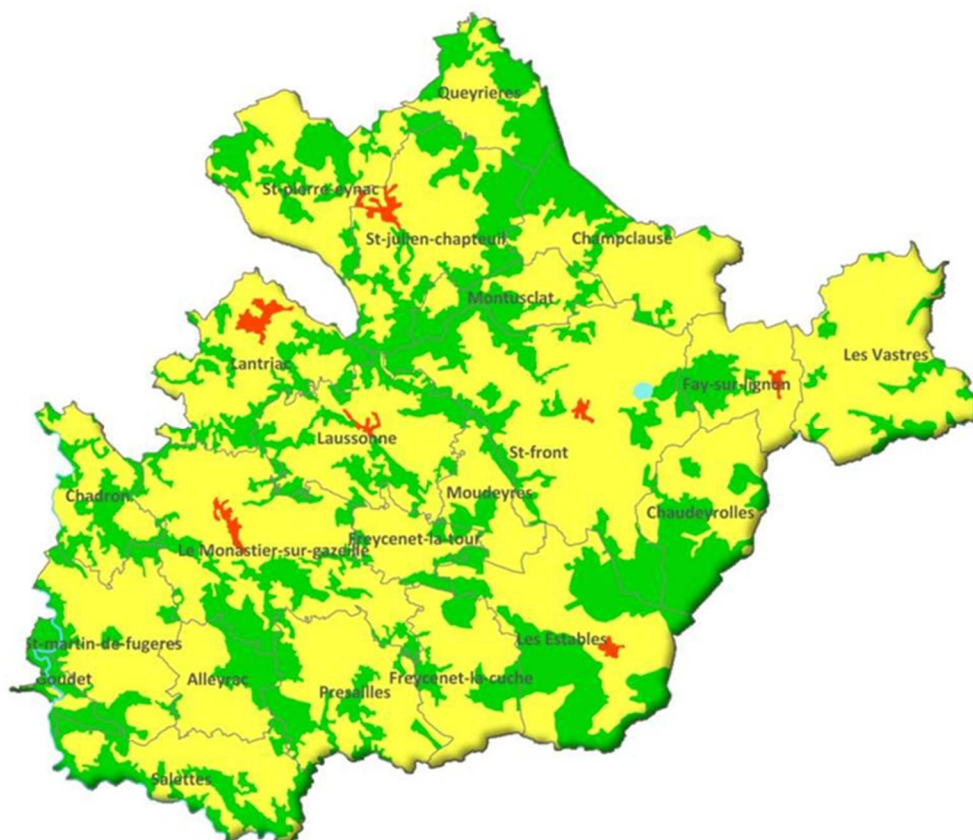 Queyrieres
St-pierre-eynac
St-julien-chapteuil
Champclause
Montusclat
Les Vastres
Lantriac
Fay-sur-lignon
Laussonne
St-front
Moudeyres
Chadron
Chaudeyrolles
Freycenet-la-tour
Le Monastier-sur-gazeille
Les Estables
St-martin-de-fugeres
Goudet
Alleyrac
Presailles
Freycenet-la-cuche
Salettes